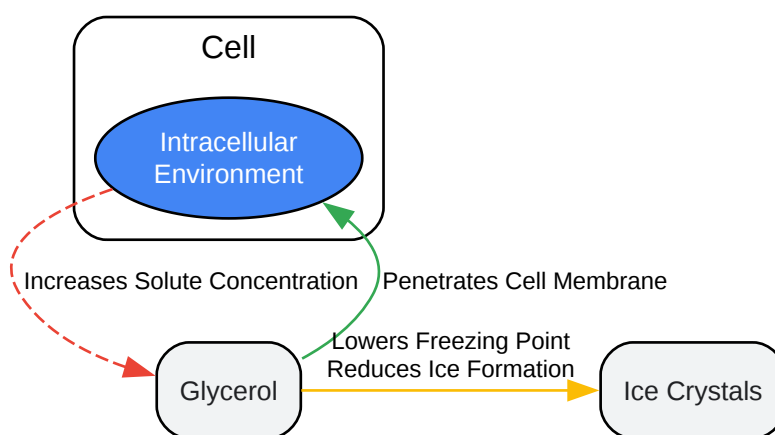 Cell
Intracellular
Environment
Increases Solute Concentration
Penetrates Cell Membrane
Lowers Freezing Point
Reduces Ice Formation
Glycerol
Ice Crystals